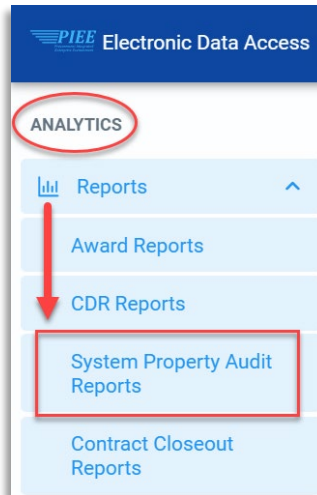 PIEE Electronic Data Access
ANALYTICS
Reports
Award Reports
CDR Reports
System Property Audit
Reports
Contract Closeout
Reports